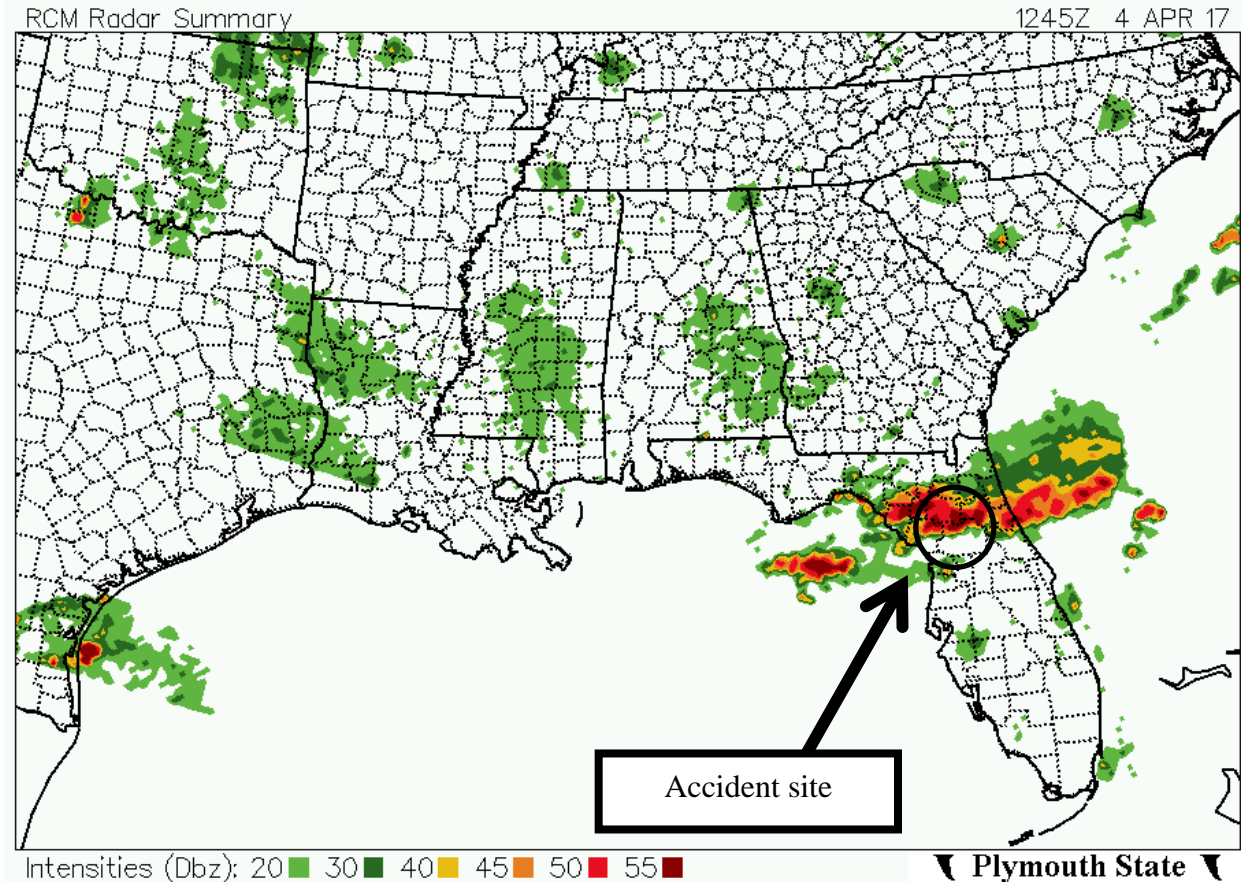 RCM Radar Summary
1245Z 4 APR 17
Accident site
Intensities (Dbz): 20 30 40 45 50 55
Plymouth State